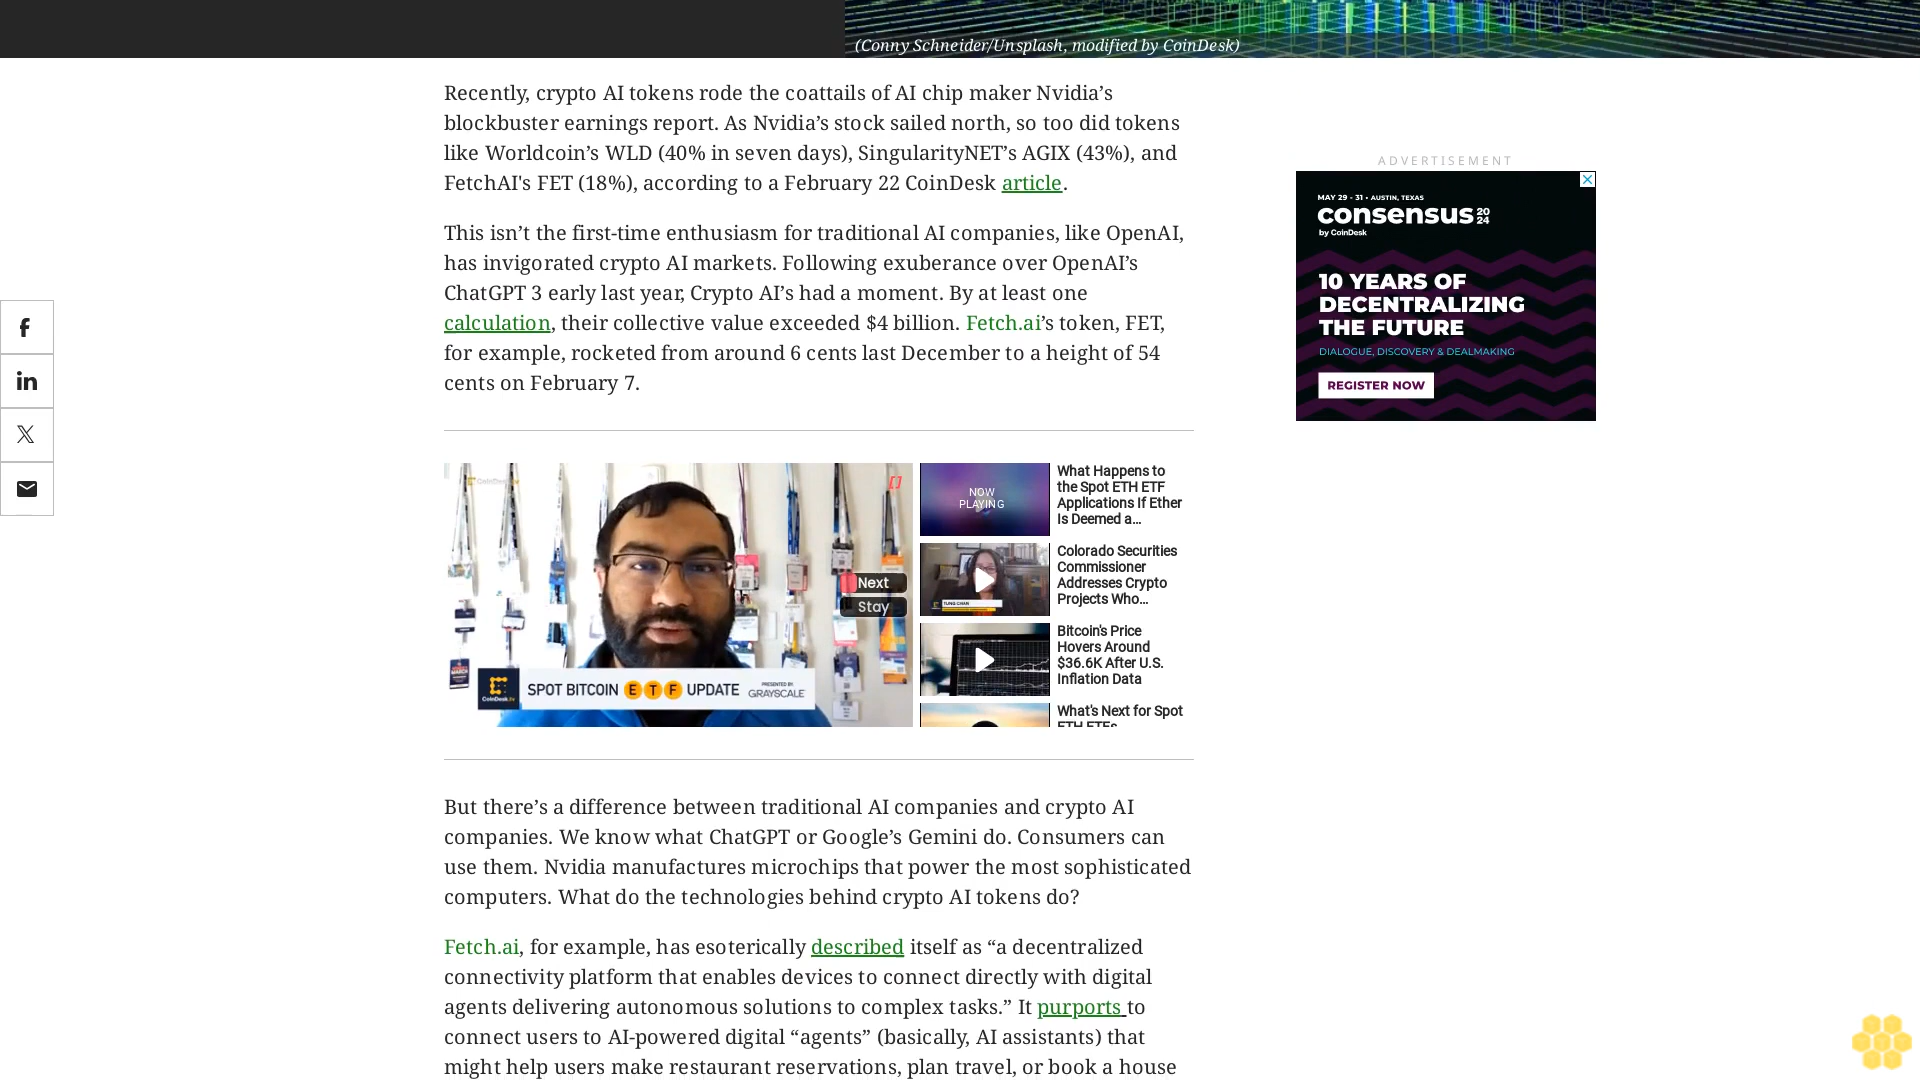 (Conny Schneider/Unsplash, modified by CoinDesk)
Recently, crypto AI tokens rode the coattails of AI chip maker Nvidia’s
blockbuster earnings report. As Nvidia’s stock sailed north, so too did tokens
like Worldcoin’s WLD (40% in seven days), SingularityNET’s AGIX (43%), and
FetchAI's FET (18%), according to a February 22 CoinDesk article.
This isn’t the first-time enthusiasm for traditional AI companies, like OpenAI,
has invigorated crypto AI markets. Following exuberance over OpenAI’s
ChatGPT 3 early last year, Crypto AI’s had a moment. By at least one
calculation, their collective value exceeded $4 billion. Fetch.ai’s token, FET,
for example, rocketed from around 6 cents last December to a height of 54
cents on February 7.
CoinDesk.tv
Next
Stay
CoinDesk.tv
SPOT BITCOIN ETF UPDATE
PRESENTED BY
GRAYSCALE
NOW
PLAYING
What Happens to
the Spot ETH ETF
Applications If Ether
Is Deemed a...
TUNG CHAN
Colorado Securities
Commissioner
Addresses Crypto
Projects Who...
Bitcoin's Price
Hovers Around
$36.6K After U.S.
Inflation Data
What's Next for Spot
ETH ETFs
But there’s a difference between traditional AI companies and crypto AI
companies. We know what ChatGPT or Google’s Gemini do. Consumers can
use them. Nvidia manufactures microchips that power the most sophisticated
computers. What do the technologies behind crypto AI tokens do?
Fetch.ai, for example, has esoterically described itself as “a decentralized
connectivity platform that enables devices to connect directly with digital
agents delivering autonomous solutions to complex tasks.” It purports to
connect users to AI-powered digital “agents” (basically, AI assistants) that
might help users make restaurant reservations, plan travel, or book a house
ADVERTISEMENT
MAY 29 - 31 • AUSTIN, TEXAS
consensus 2024
by CoinDesk
10 YEARS OF
DECENTRALIZING
THE FUTURE
DIALOGUE, DISCOVERY & DEALMAKING
REGISTER NOW